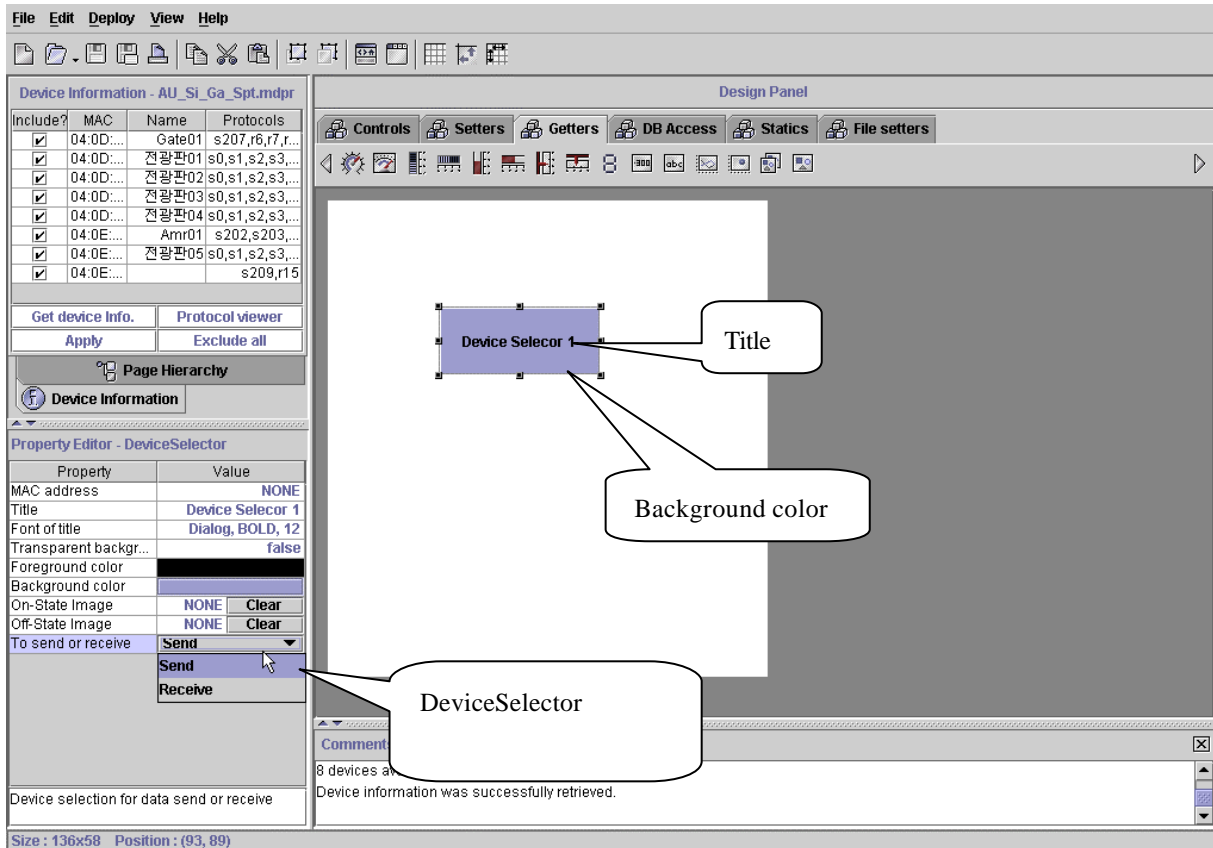 File Edit Deploy View Help
Device Information - AU_Si_Ga_Spt.mdpr
Include? MAC Name Protocols
04:0D:... Gate01 s207,r6,r7,r...
04:0D:... 전광판01 s0,s1,s2,s3,...
04:0D:... 전광판02 s0,s1,s2,s3,...
04:0D:... 전광판03 s0,s1,s2,s3,...
04:0D:... 전광판04 s0,s1,s2,s3,...
04:0E:... Amr01 s202,s203,...
04:0E:... 전광판05 s0,s1,s2,s3,...
04:0E:... s209,r15
Get device Info. Protocol viewer
Apply Exclude all
Page Hierarchy
Device Information
Property Editor - DeviceSelector
Property Value
MAC address NONE
Title Device Selecor 1
Font of title Dialog, BOLD, 12
Transparent backgr... false
Foreground color
Background color
On-State Image NONE Clear
Off-State Image NONE Clear
To send or receive Send
Send
Receive
Device selection for data send or receive
Size : 136x58 Position : (93, 89)
Design Panel
Controls Setters Getters DB Access Statics File setters
abc
Device Selecor 1
Title
Background color
DeviceSelector
Comment
8 devices av
Device information was successfully retrieved.